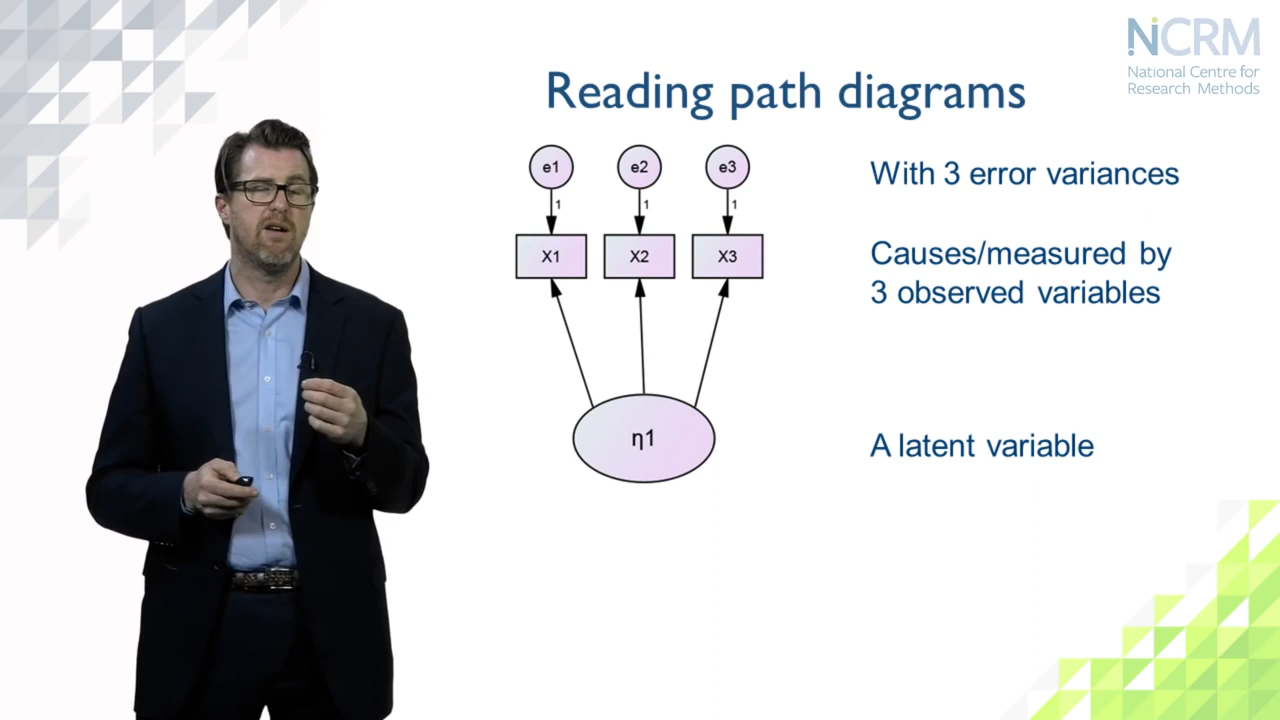 NCRM
National Centre for
Research Methods
Reading path diagrams
e1 e2 e3
With 3 error variances
1 1 1
X1 X2 X3
Causes/measured by
3 observed variables
η1
A latent variable